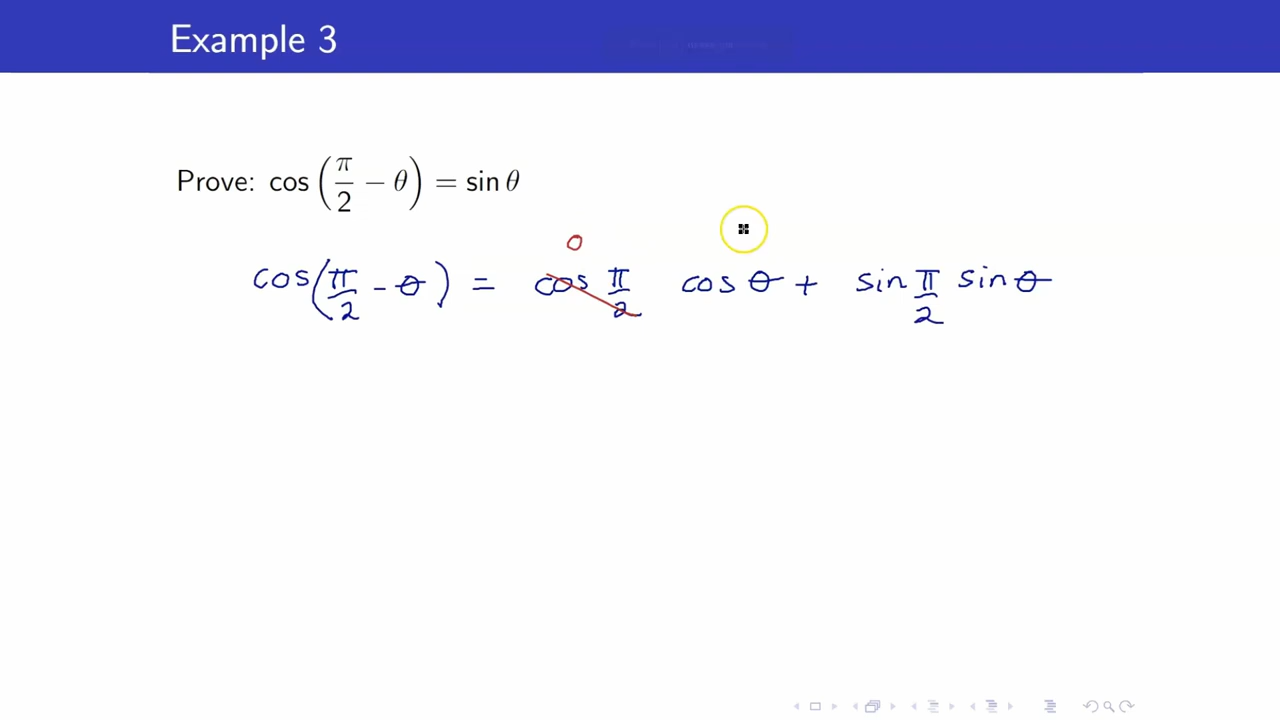 Example 3
Prove: cos(π/2 − θ) = sin θ
0
cos(π/2 − θ) = cos π/2 cos θ + sin π/2 sin θ